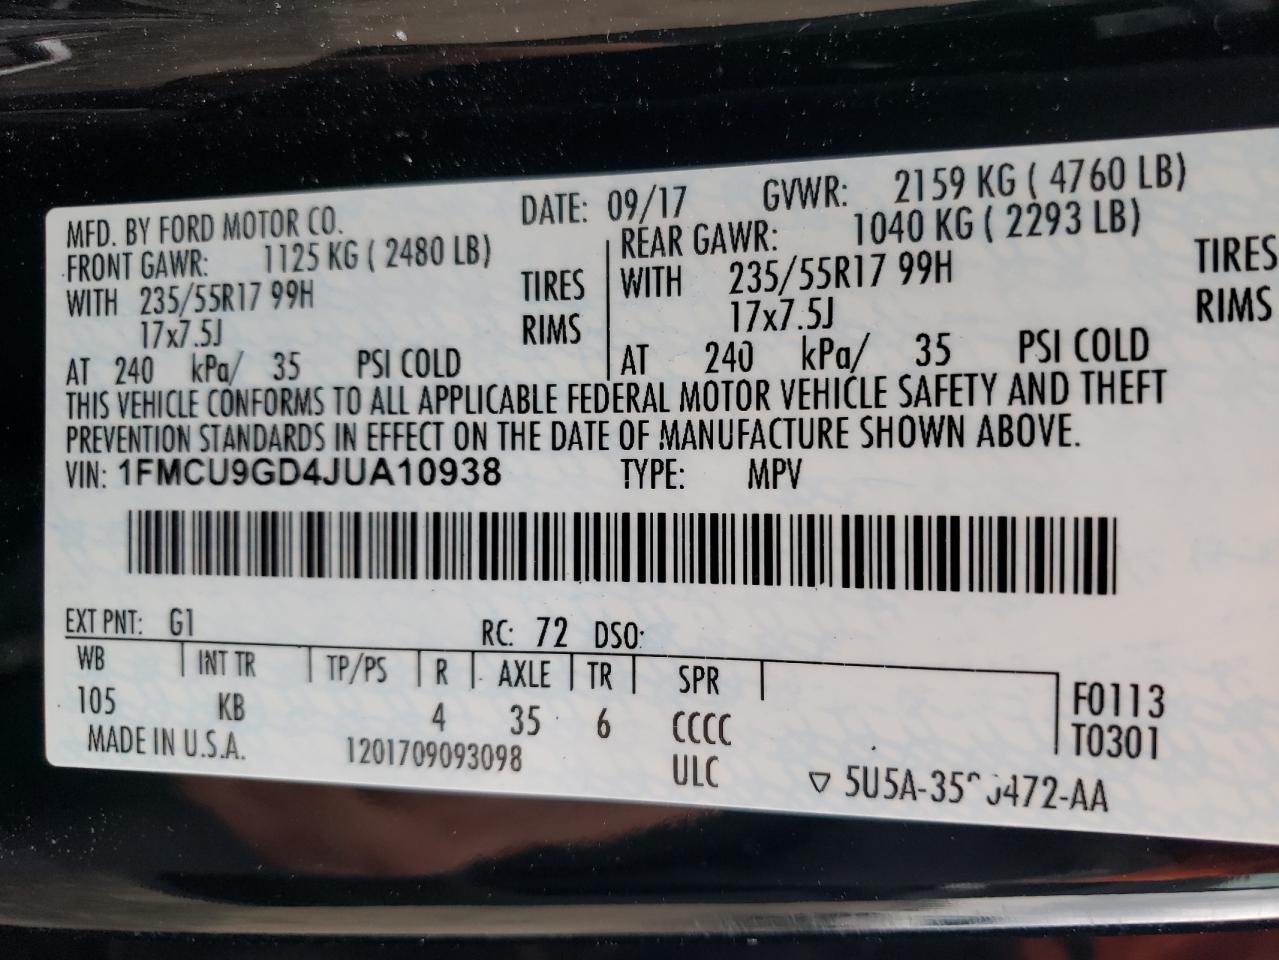 MFD. BY FORD MOTOR CO. DATE: 09/17 GVWR: 2159 KG ( 4760 LB)
FRONT GAWR: 1125 KG ( 2480 LB) REAR GAWR: 1040 KG ( 2293 LB)
WITH 235/55R17 99H TIRES WITH 235/55R17 99H TIRES
17x7.5J RIMS 17x7.5J RIMS
AT 240 kPa/ 35 PSI COLD AT 240 kPa/ 35 PSI COLD
THIS VEHICLE CONFORMS TO ALL APPLICABLE FEDERAL MOTOR VEHICLE SAFETY AND THEFT
PREVENTION STANDARDS IN EFFECT ON THE DATE OF MANUFACTURE SHOWN ABOVE.
VIN: 1FMCU9GD4JUA10938 TYPE: MPV
EXT PNT: G1 RC: 72 DSO:
WB INT TR TP/PS R AXLE TR SPR
105 KB 4 35 6 CCCC F0113
MADE IN U.S.A. 1201709093098 ULC T0301